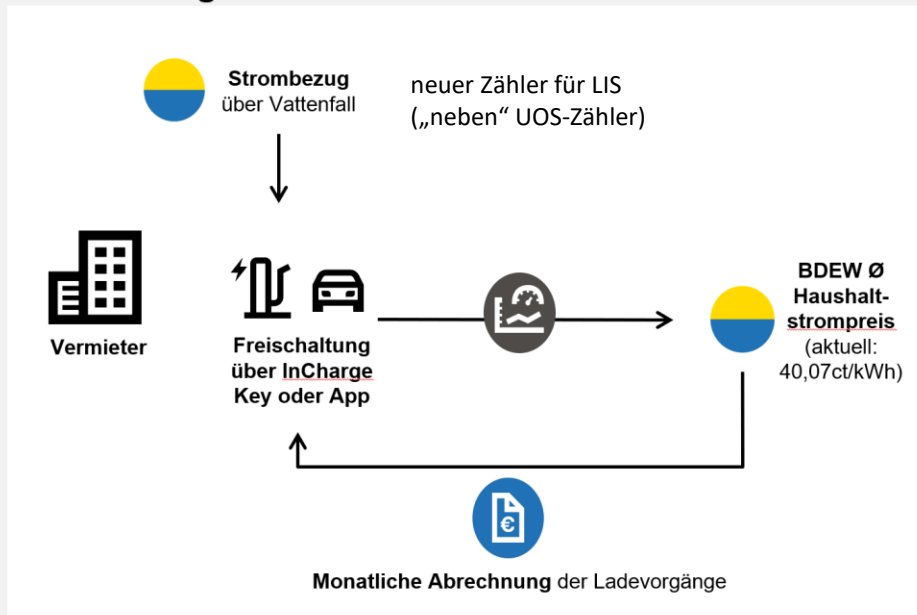 Strombezug
über Vattenfall
neuer Zähler für LIS
(„neben“ UOS-Zähler)
Vermieter
Freischaltung
über InCharge
Key oder App
BDEW Ø
Haushalt-
strompreis
(aktuell:
40,07ct/kWh)
€
Monatliche Abrechnung der Ladevorgänge